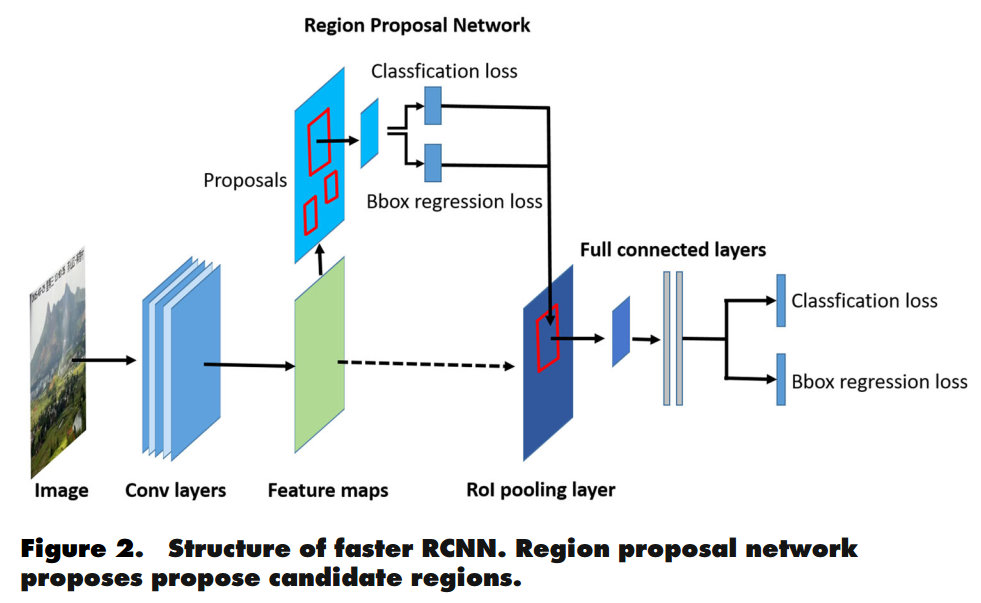 Region Proposal Network
Classfication loss
Proposals
Bbox regression loss
Full connected layers
Classfication loss
Bbox regression loss
Image
Conv layers
Feature maps
RoI pooling layer
Figure 2. Structure of faster RCNN. Region proposal network
proposes propose candidate regions.